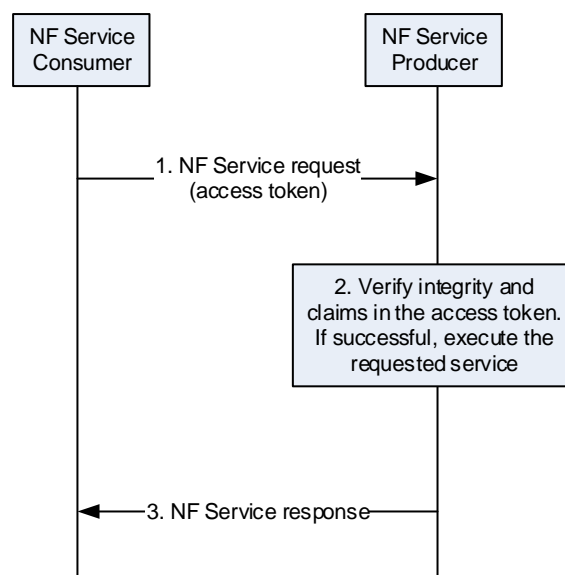 NF Service
Consumer
NF Service
Producer
1. NF Service request
(access token)
2. Verify integrity and
claims in the access token.
If successful, execute the
requested service
3. NF Service response